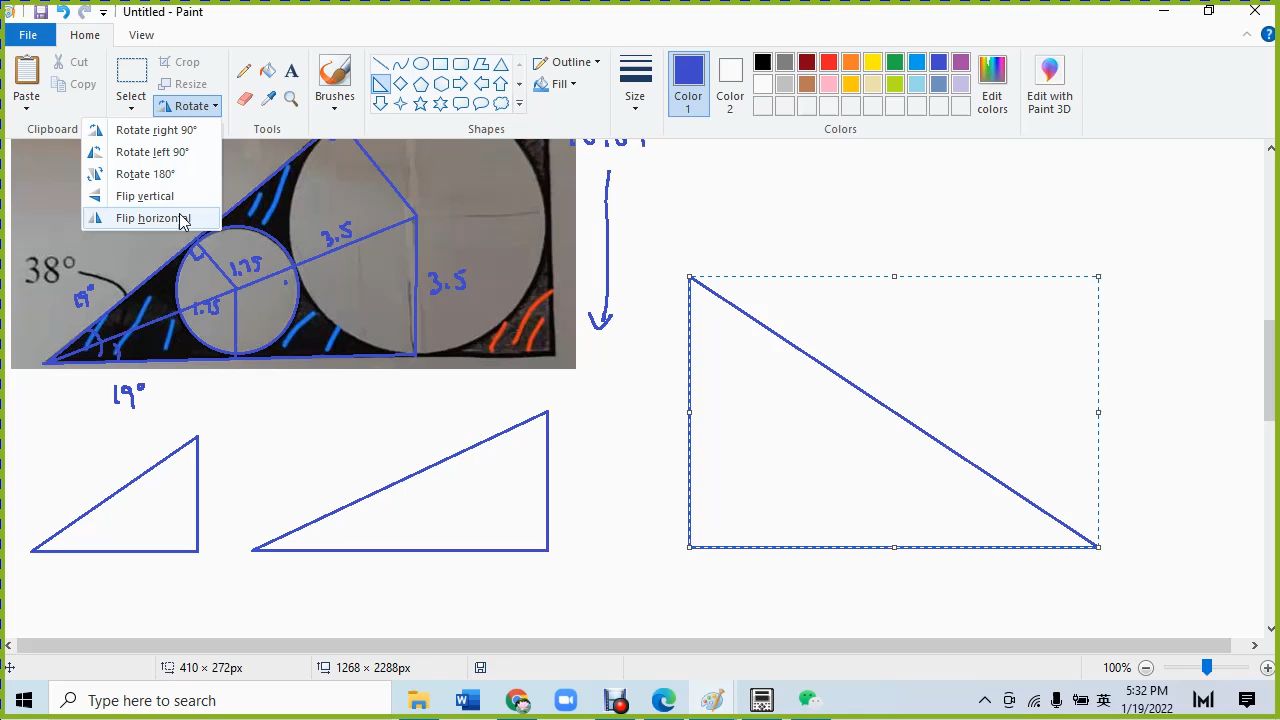 Untitled - Paint
File
Home
View
Paste
Cut
Copy
Clipboard
Select
Crop
Resize
Rotate
Rotate right 90°
Rotate left 90°
Rotate 180°
Flip vertical
Flip horizontal
A
Tools
Brushes
Outline
Fill
Shapes
Size
Color 1
Color 2
Edit colors
Colors
Edit with Paint 3D
38°
19°
1.75
1.75
3.5
3.5
19°
410 × 272px
1268 × 2288px
100%
Type here to search
英
5:32 PM
1/19/2022